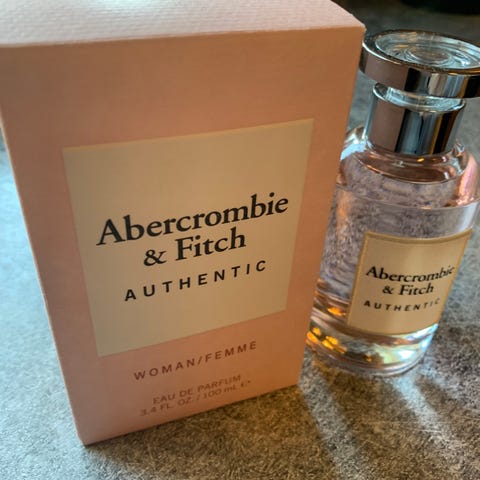 Abercrombie
& Fitch
AUTHENTIC
WOMAN/FEMME
EAU DE PARFUM
3.4 FL. OZ. / 100 mL ℮
Abercrombie
& Fitch
AUTHENTIC